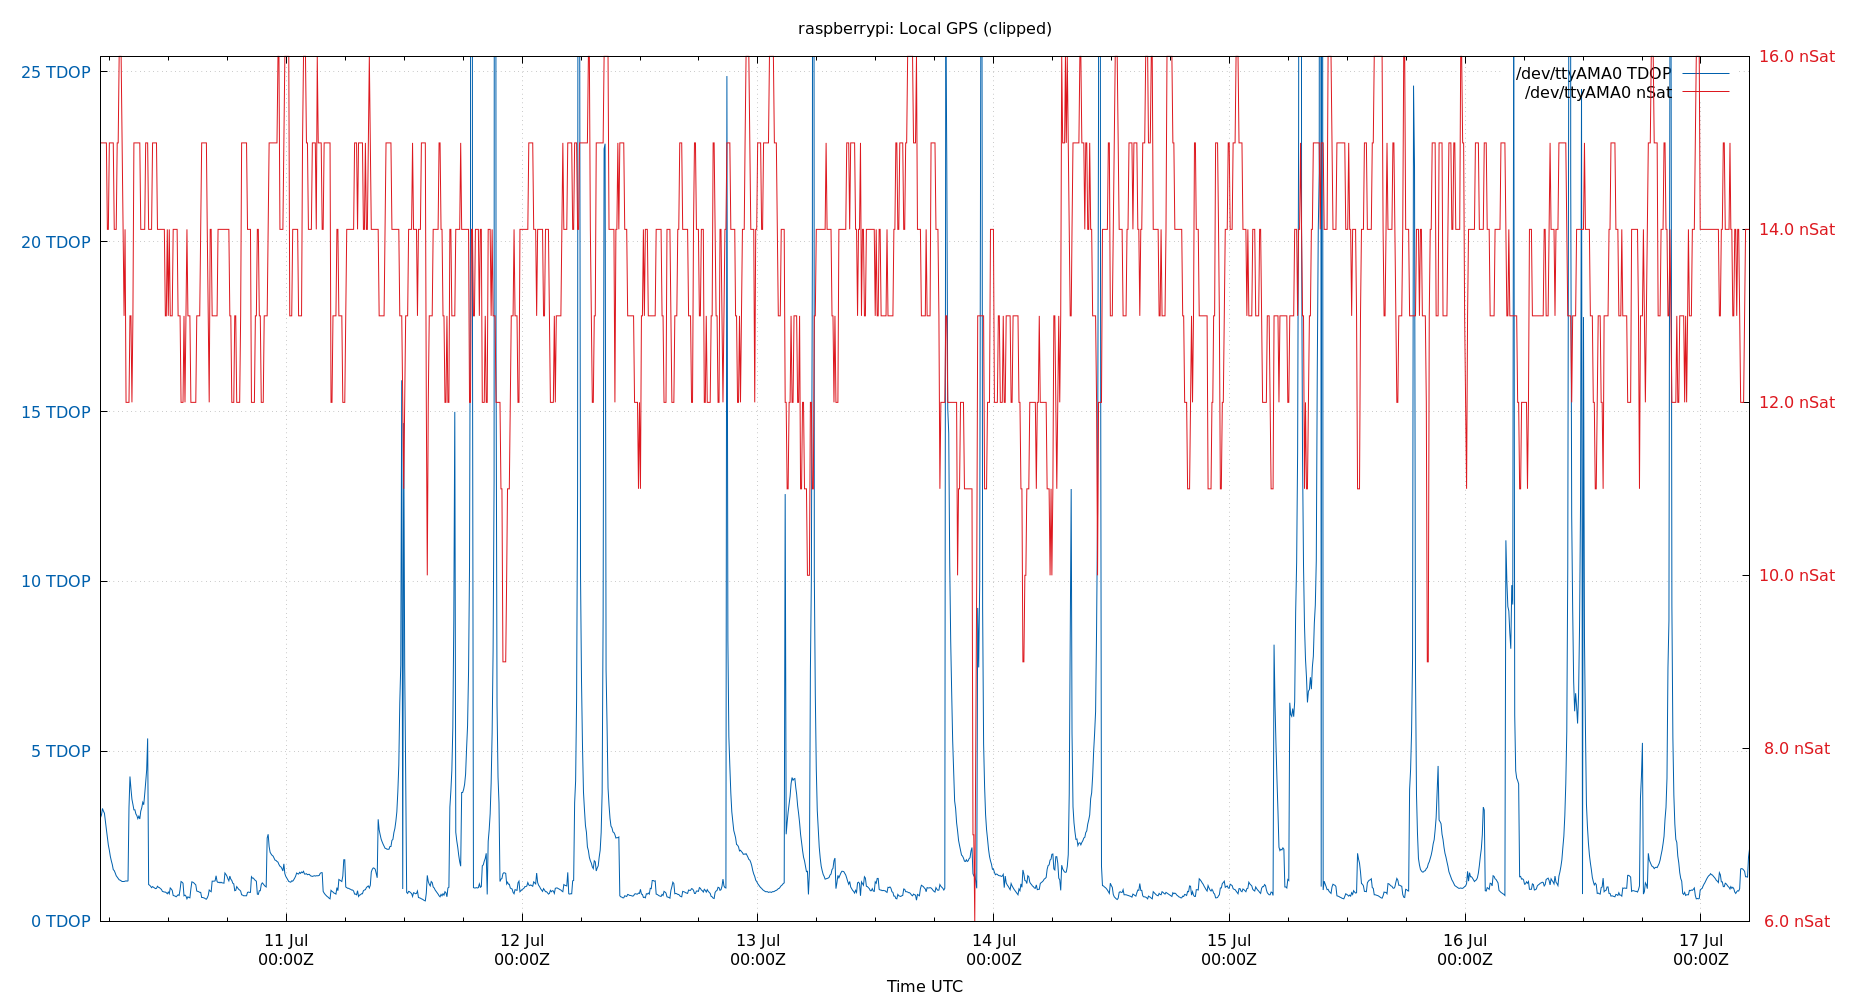 raspberrypi: Local GPS (clipped)
25 TDOP
20 TDOP
15 TDOP
10 TDOP
5 TDOP
0 TDOP
16.0 nSat
14.0 nSat
12.0 nSat
10.0 nSat
8.0 nSat
6.0 nSat
/dev/ttyAMA0 TDOP
/dev/ttyAMA0 nSat
11 Jul
00:00Z
12 Jul
00:00Z
13 Jul
00:00Z
14 Jul
00:00Z
15 Jul
00:00Z
16 Jul
00:00Z
17 Jul
00:00Z
Time UTC